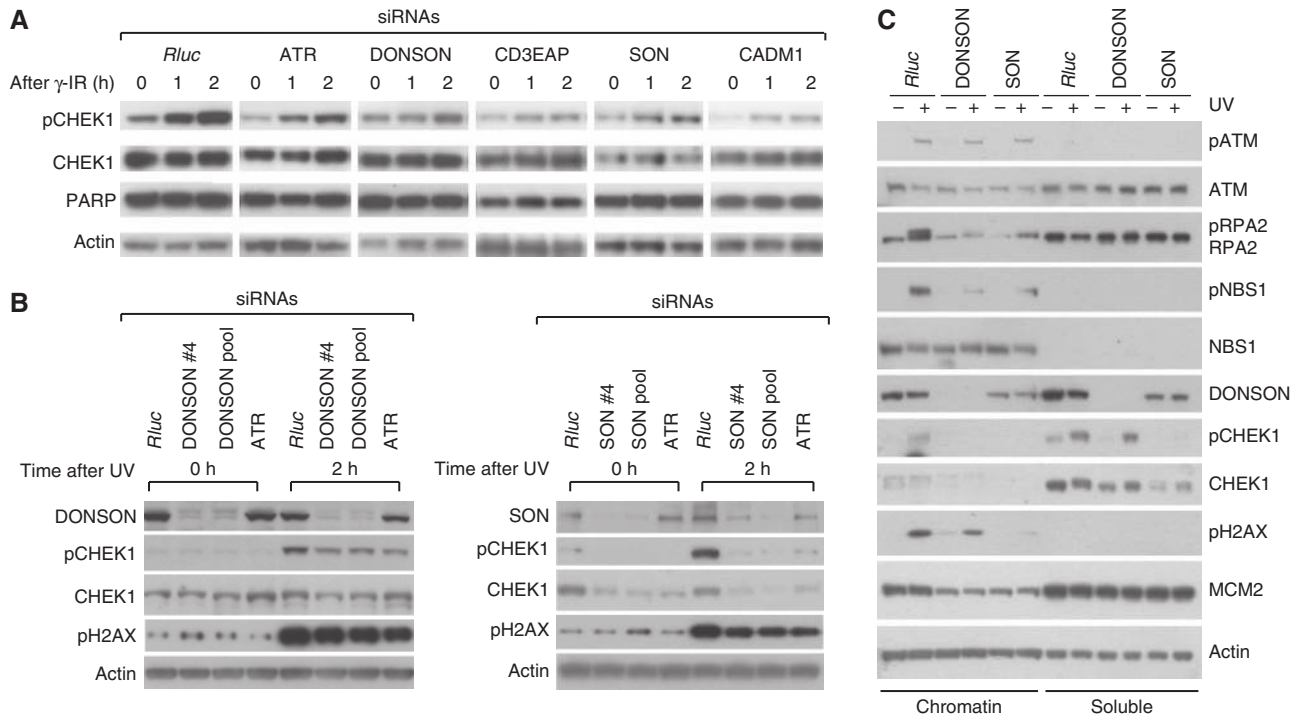 A
siRNAs
Rluc ATR DONSON CD3EAP SON CADM1
After γ-IR (h) 0 1 2 0 1 2 0 1 2 0 1 2 0 1 2 0 1 2
pCHEK1
CHEK1
PARP
Actin
B
siRNAs
Rluc DONSON #4 DONSON pool ATR Rluc DONSON #4 DONSON pool ATR
Time after UV 0 h 2 h
DONSON
pCHEK1
CHEK1
pH2AX
Actin
siRNAs
Rluc SON #4 SON pool ATR Rluc SON #4 SON pool ATR
Time after UV 0 h 2 h
SON
pCHEK1
CHEK1
pH2AX
Actin
C
Rluc DONSON SON Rluc DONSON SON
– + – + – + – + – + – + UV
pATM
ATM
pRPA2
RPA2
pNBS1
NBS1
DONSON
pCHEK1
CHEK1
pH2AX
MCM2
Actin
Chromatin Soluble